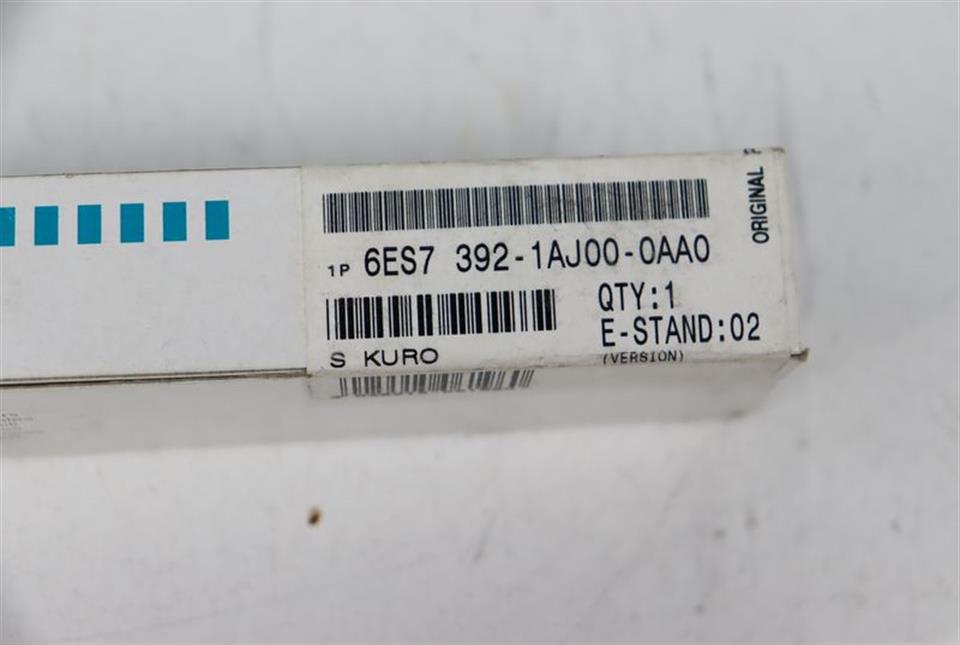 1P 6ES7 392-1AJ00-0AA0
QTY:1
E-STAND:02
(VERSION)
S KURO
ORIGINAL